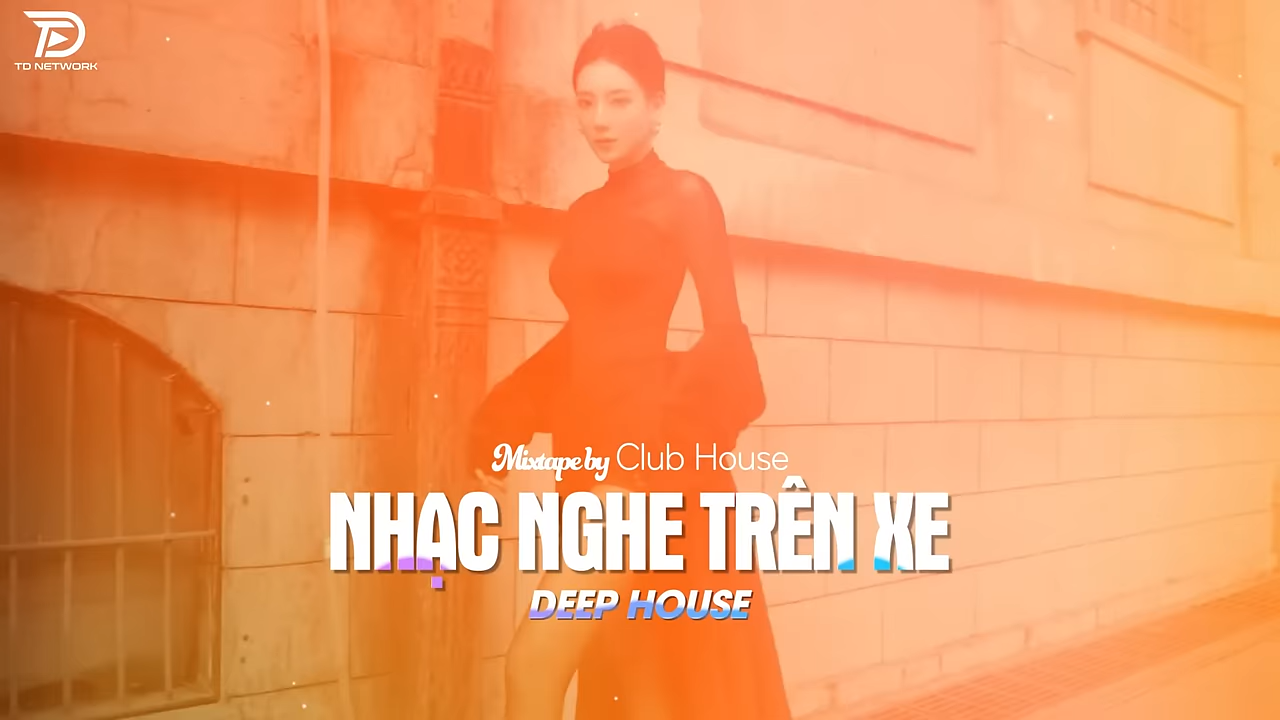 TD NETWORK
Mixtape by Club House
NHẠC NGHE TRÊN XE
DEEP HOUSE